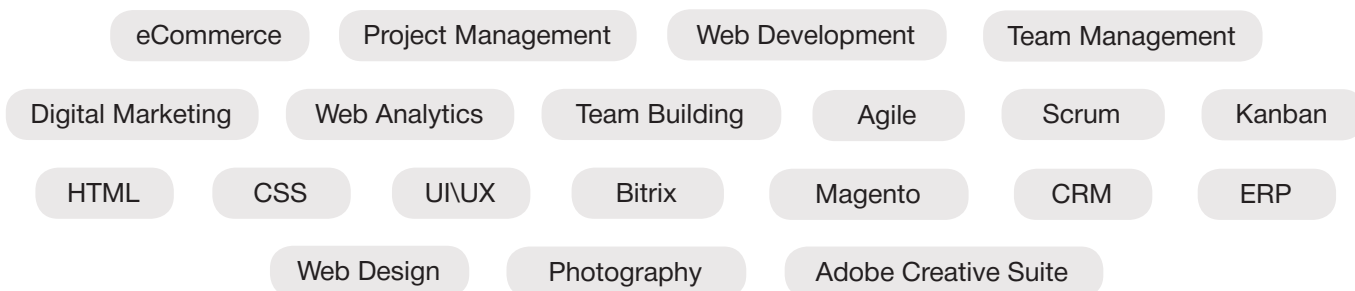 eCommerce Project Management Web Development Team Management
Digital Marketing Web Analytics Team Building Agile Scrum Kanban
HTML CSS UI\UX Bitrix Magento CRM ERP
Web Design Photography Adobe Creative Suite